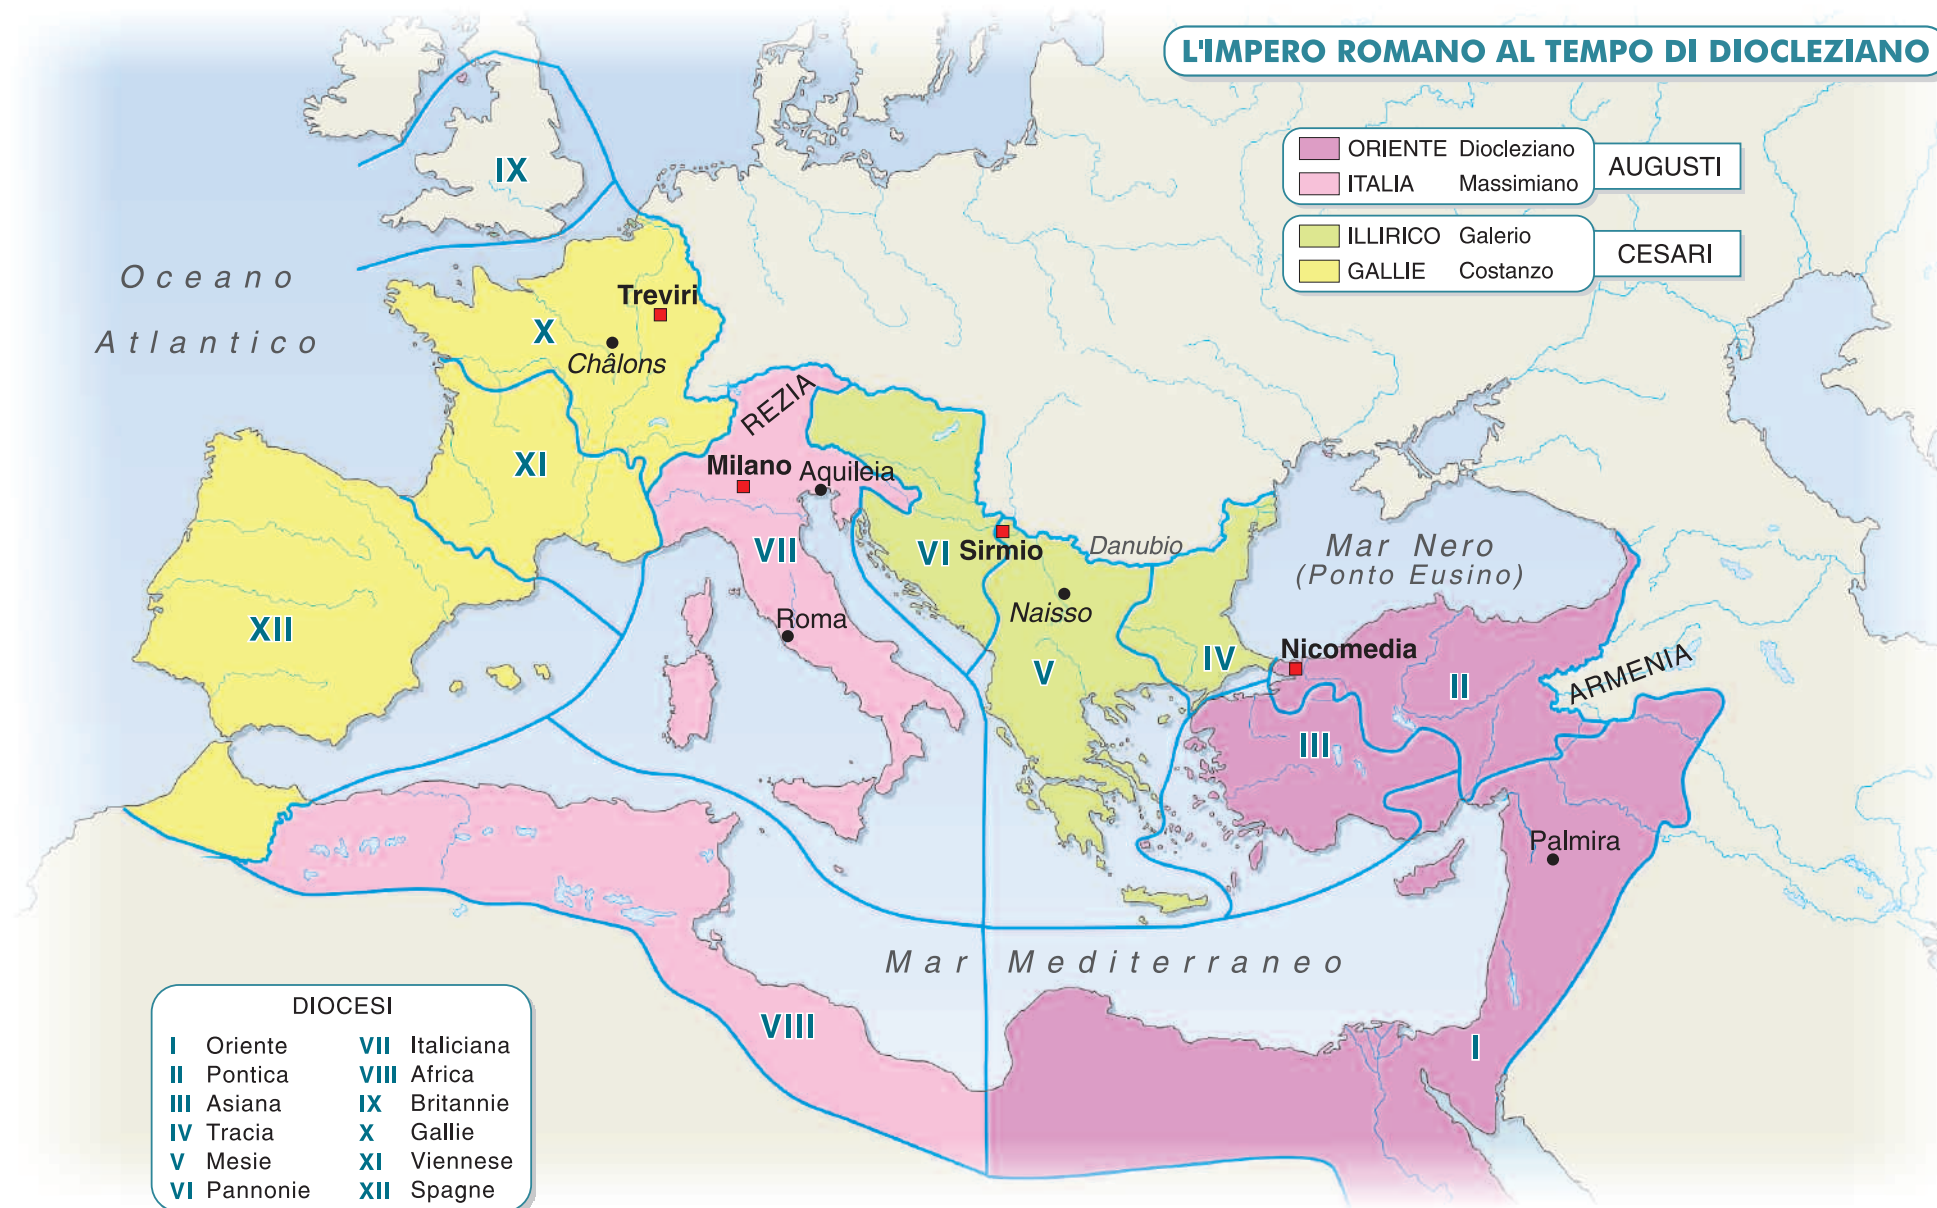 L'IMPERO ROMANO AL TEMPO DI DIOCLEZIANO
ORIENTE Diocleziano
ITALIA Massimiano
AUGUSTI
ILLIRICO Galerio
GALLIE Costanzo
CESARI
IX
Oceano
Atlantico
Treviri
X
Châlons
REZIA
XI
Milano
Aquileia
VII
VI
Sirmio
Danubio
Mar Nero
(Ponto Eusino)
Naisso
XII
Roma
V
IV
Nicomedia
II
ARMENIA
III
Palmira
Mar Mediterraneo
VIII
I
DIOCESI
I Oriente
II Pontica
III Asiana
IV Tracia
V Mesie
VI Pannonie
VII Italiciana
VIII Africa
IX Britannie
X Gallie
XI Viennese
XII Spagne